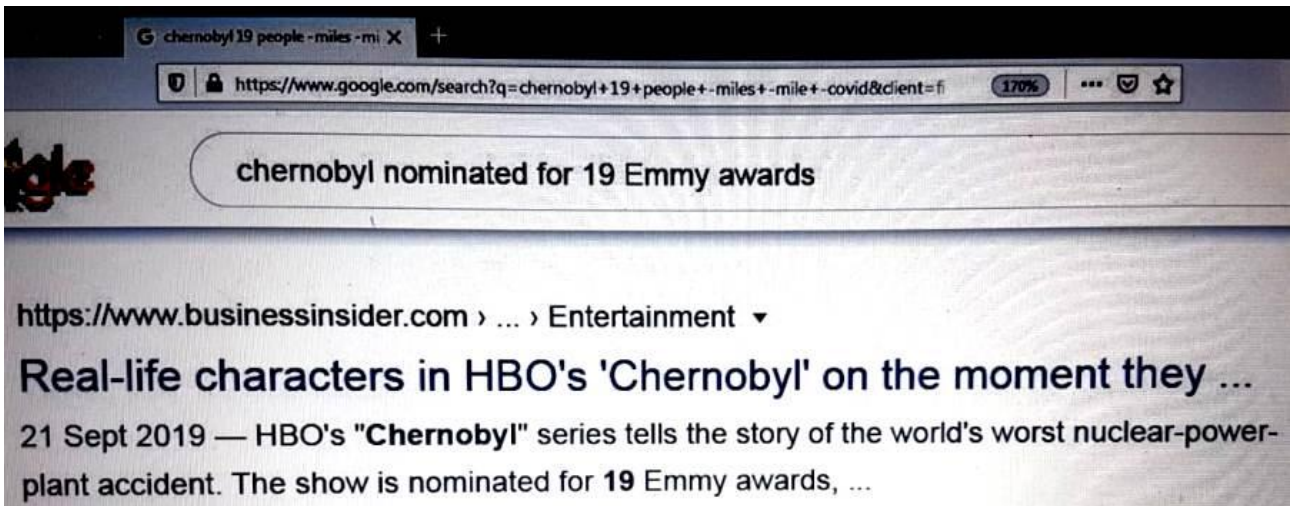 G chernobyl 19 people -miles -mi X +
https://www.google.com/search?q=chernobyl+19+people+-miles+-mile+-covid&client=fi 170% ...
gle
chernobyl nominated for 19 Emmy awards
https://www.businessinsider.com › ... › Entertainment
Real-life characters in HBO's 'Chernobyl' on the moment they ...
21 Sept 2019 — HBO's "Chernobyl" series tells the story of the world's worst nuclear-power-
plant accident. The show is nominated for 19 Emmy awards, ...